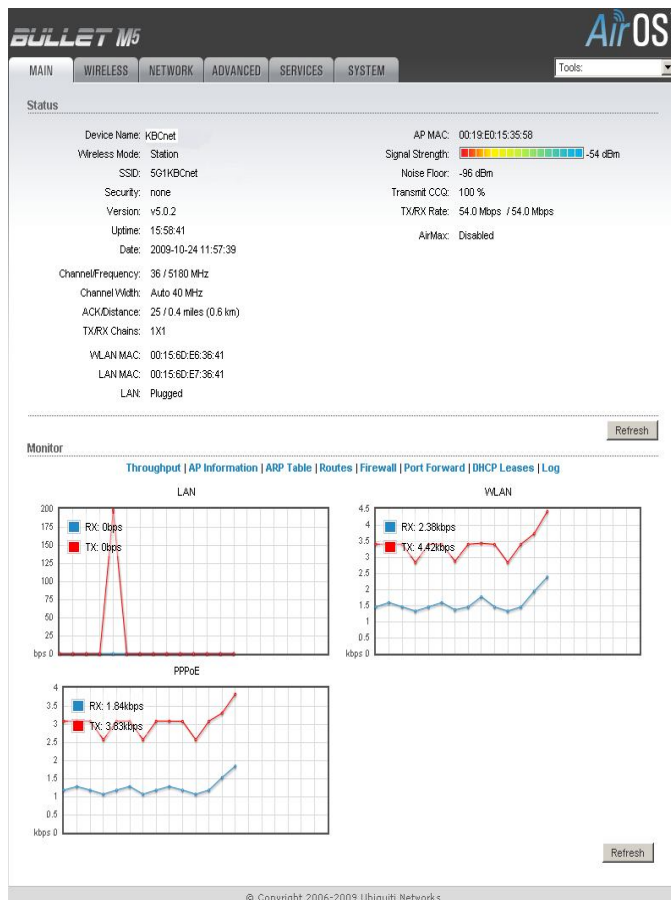 BULLET M5
AirOS
MAIN WIRELESS NETWORK ADVANCED SERVICES SYSTEM
Tools:
Status
Device Name: KBCnet
Wireless Mode: Station
SSID: 5G1KBCnet
Security: none
Version: v5.0.2
Uptime: 15:58:41
Date: 2009-10-24 11:57:39
Channel/Frequency: 36 / 5180 MHz
Channel Width: Auto 40 MHz
ACK/Distance: 25 / 0.4 miles (0.6 km)
TX/RX Chains: 1X1
WLAN MAC: 00:15:6D:E6:36:41
LAN MAC: 00:15:6D:E7:36:41
LAN: Plugged
AP MAC: 00:19:E0:15:35:58
Signal Strength: -54 dBm
Noise Floor: -96 dBm
Transmit CCQ: 100 %
TX/RX Rate: 54.0 Mbps / 54.0 Mbps
AirMax: Disabled
Refresh
Monitor
Throughput | AP Information | ARP Table | Routes | Firewall | Port Forward | DHCP Leases | Log
LAN
200
175
150
125
100
75
50
25
bps 0
RX: 0bps
TX: 0bps
WLAN
4.5
4
3.5
3
2.5
2
1.5
1
0.5
kbps 0
RX: 2.38kbps
TX: 4.42kbps
PPPoE
4
3.5
3
2.5
2
1.5
1
0.5
kbps 0
RX: 1.84kbps
TX: 3.83kbps
Refresh
© Copyright 2006-2009 Ubiquiti Networks